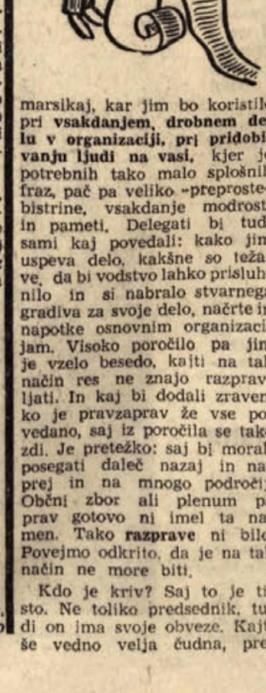 marsikaj, kar jim bo koristil
pri vsakdanjem, drobnem de
lu v organizaciji, pri pridobi
vanju ljudi na vasi, kjer j
potrebnih tako malo splošnih
fraz, pač pa veliko »preproste
bistrine, vsakdanje modrost
in pameti. Delegati bi tud
sami kaj povedali: kako jim
uspeva delo, kakšne so teža
ve, da bi vodstvo lahko prisluh
nilo in si nabralo stvarnega
gradiva za svoje delo, načrte in
napotke osnovnim organizaci
jam. Visoko poročilo pa jim
je vzelo besedo, kajti na tak
način res ne znajo razprav
ljati. In kaj bi dodali zraven
ko je pravzaprav že vse po
vedano, saj iz poročila se tako
zdi. Je pretežko: saj bi moral
posegati daleč nazaj in na
prej in na mnogo področij
Občni zbor ali plenum p
prav gotovo ni imel ta na
men. Tako razprave ni bilo
Povejmo odkrito, da je na tak
način ne more biti.
Kdo je kriv? Saj to je ti
sto. Ne toliko predsednik, tu
di on ima svoje obveze. Kajt
še vedno velja čudna, pre